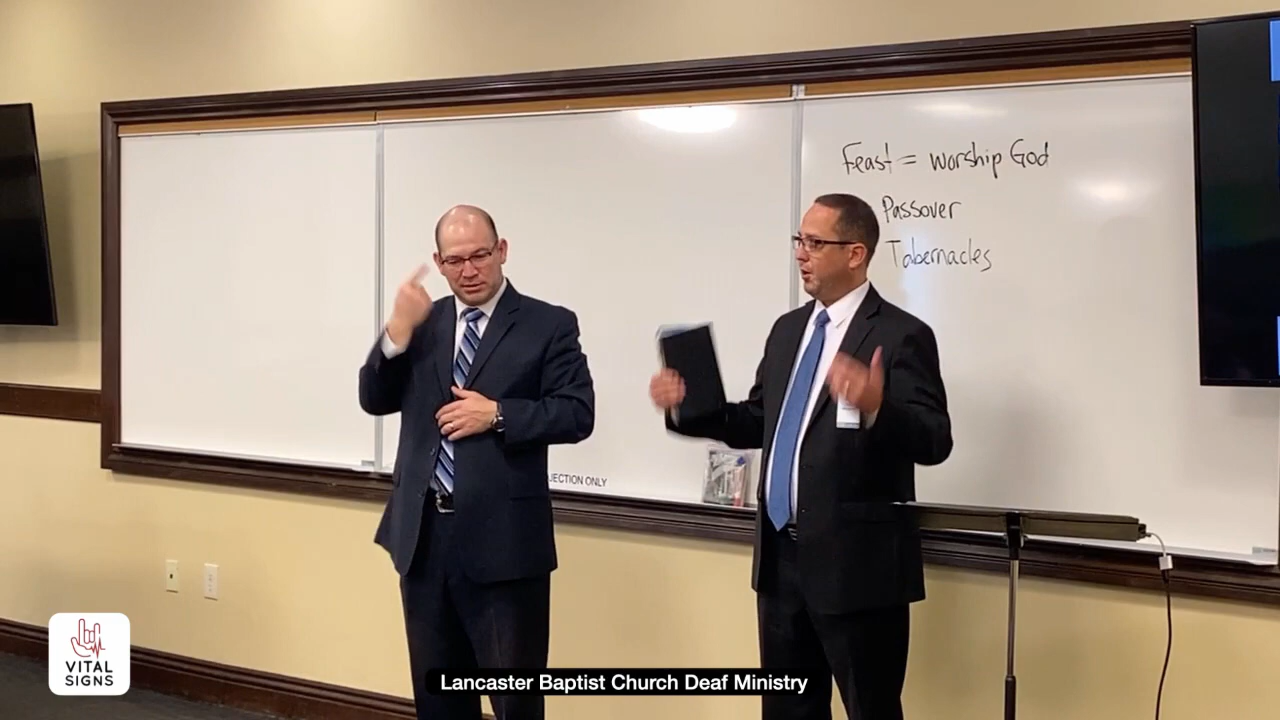 Feast = worship God
Passover
Tabernacles
JECTION ONLY
VITAL
SIGNS
Lancaster Baptist Church Deaf Ministry